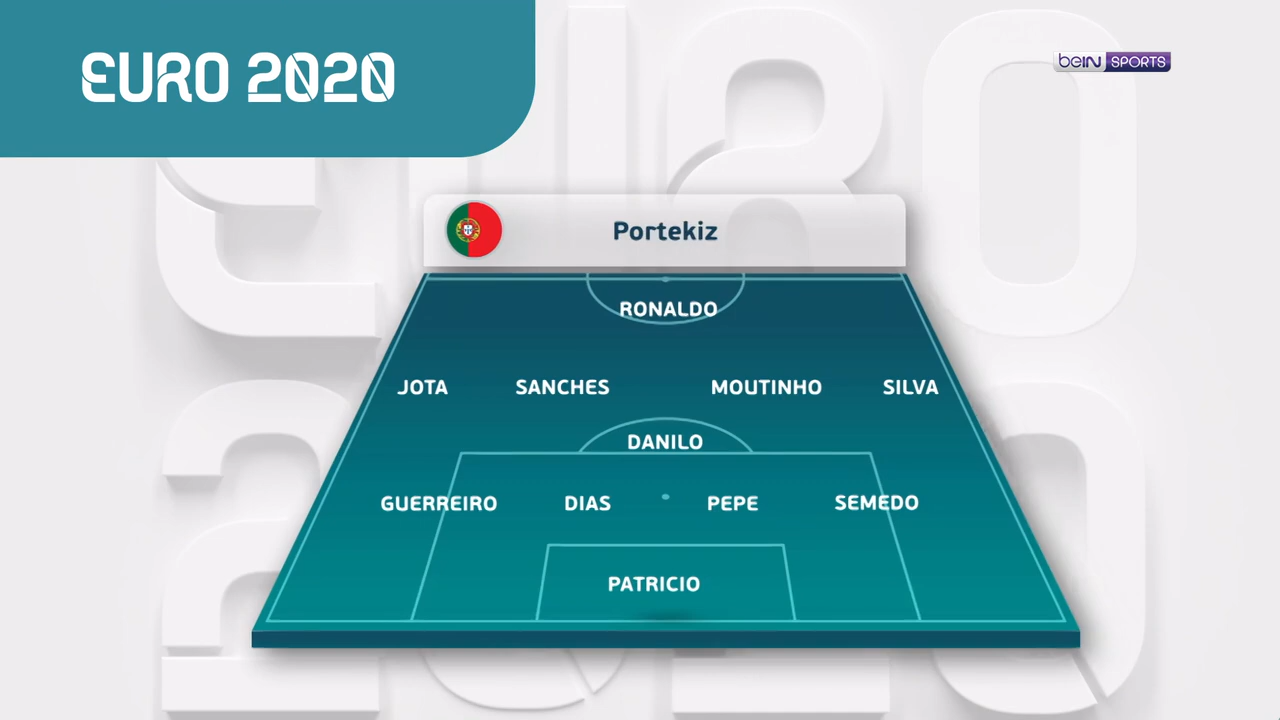 EURO 2020
beIN SPORTS
Portekiz
RONALDO
JOTA SANCHES MOUTINHO SILVA
DANILO
GUERREIRO DIAS PEPE SEMEDO
PATRICIO